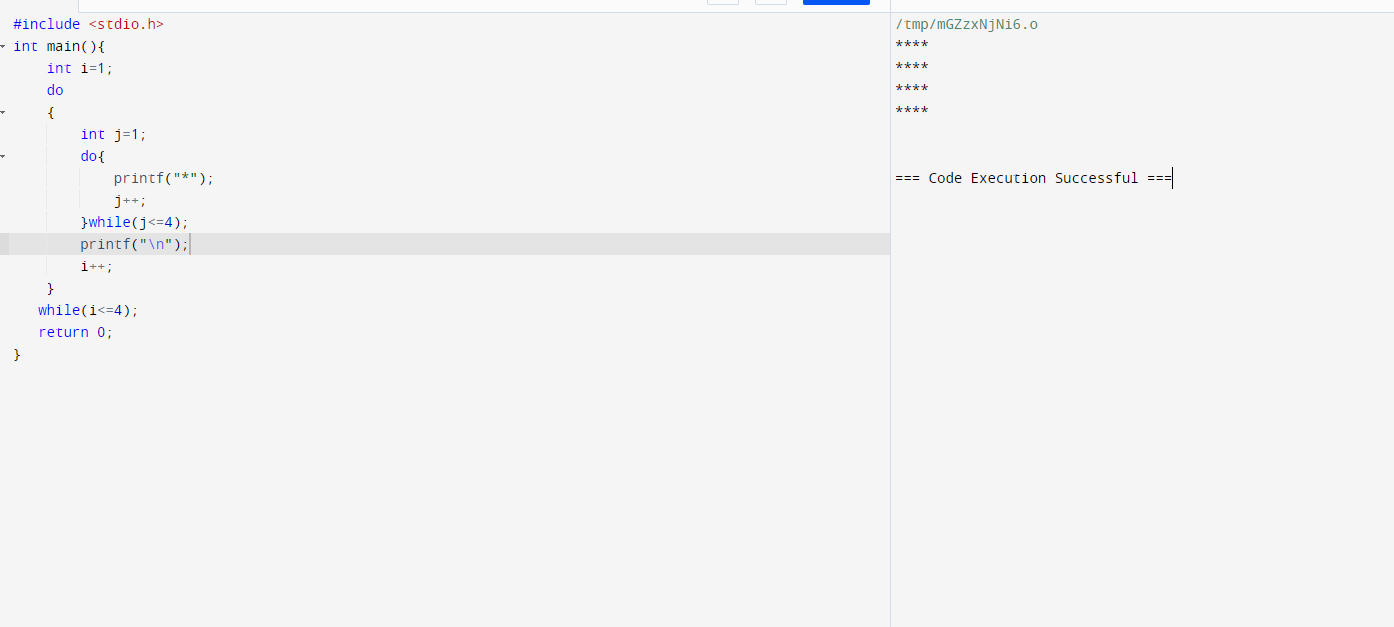 #include <stdio.h>
int main(){
    int i=1;
    do
    {
        int j=1;
        do{
            printf("*");
            j++;
        }while(j<=4);
        printf("\n");
        i++;
    }
   while(i<=4);
   return 0;
}
/tmp/mGZzxNjNi6.o
****
****
****
****
=== Code Execution Successful ===